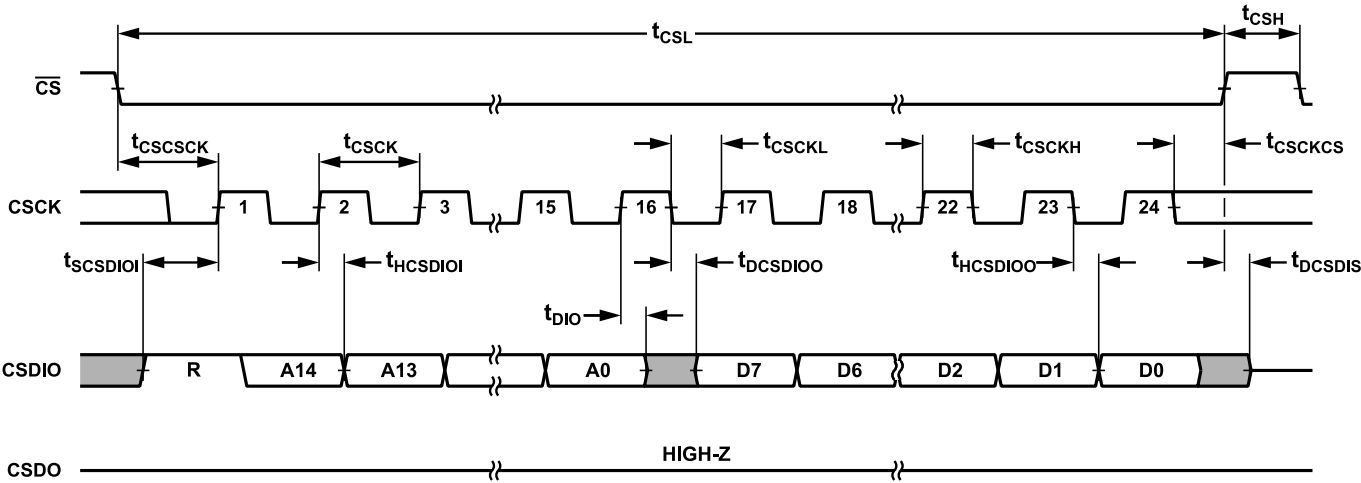 tCSL
tCSH
CS
tCSCSCK
tCSCK
tCSCKL
tCSCKH
tCSCKCS
CSCK
1
2
3
15
16
17
18
22
23
24
tSCSDIOI
tHCSDIOI
tDCSDIOO
tHCSDIOO
tDCSDIS
tDIO
CSDIO
R
A14
A13
A0
D7
D6
D2
D1
D0
HIGH-Z
CSDO